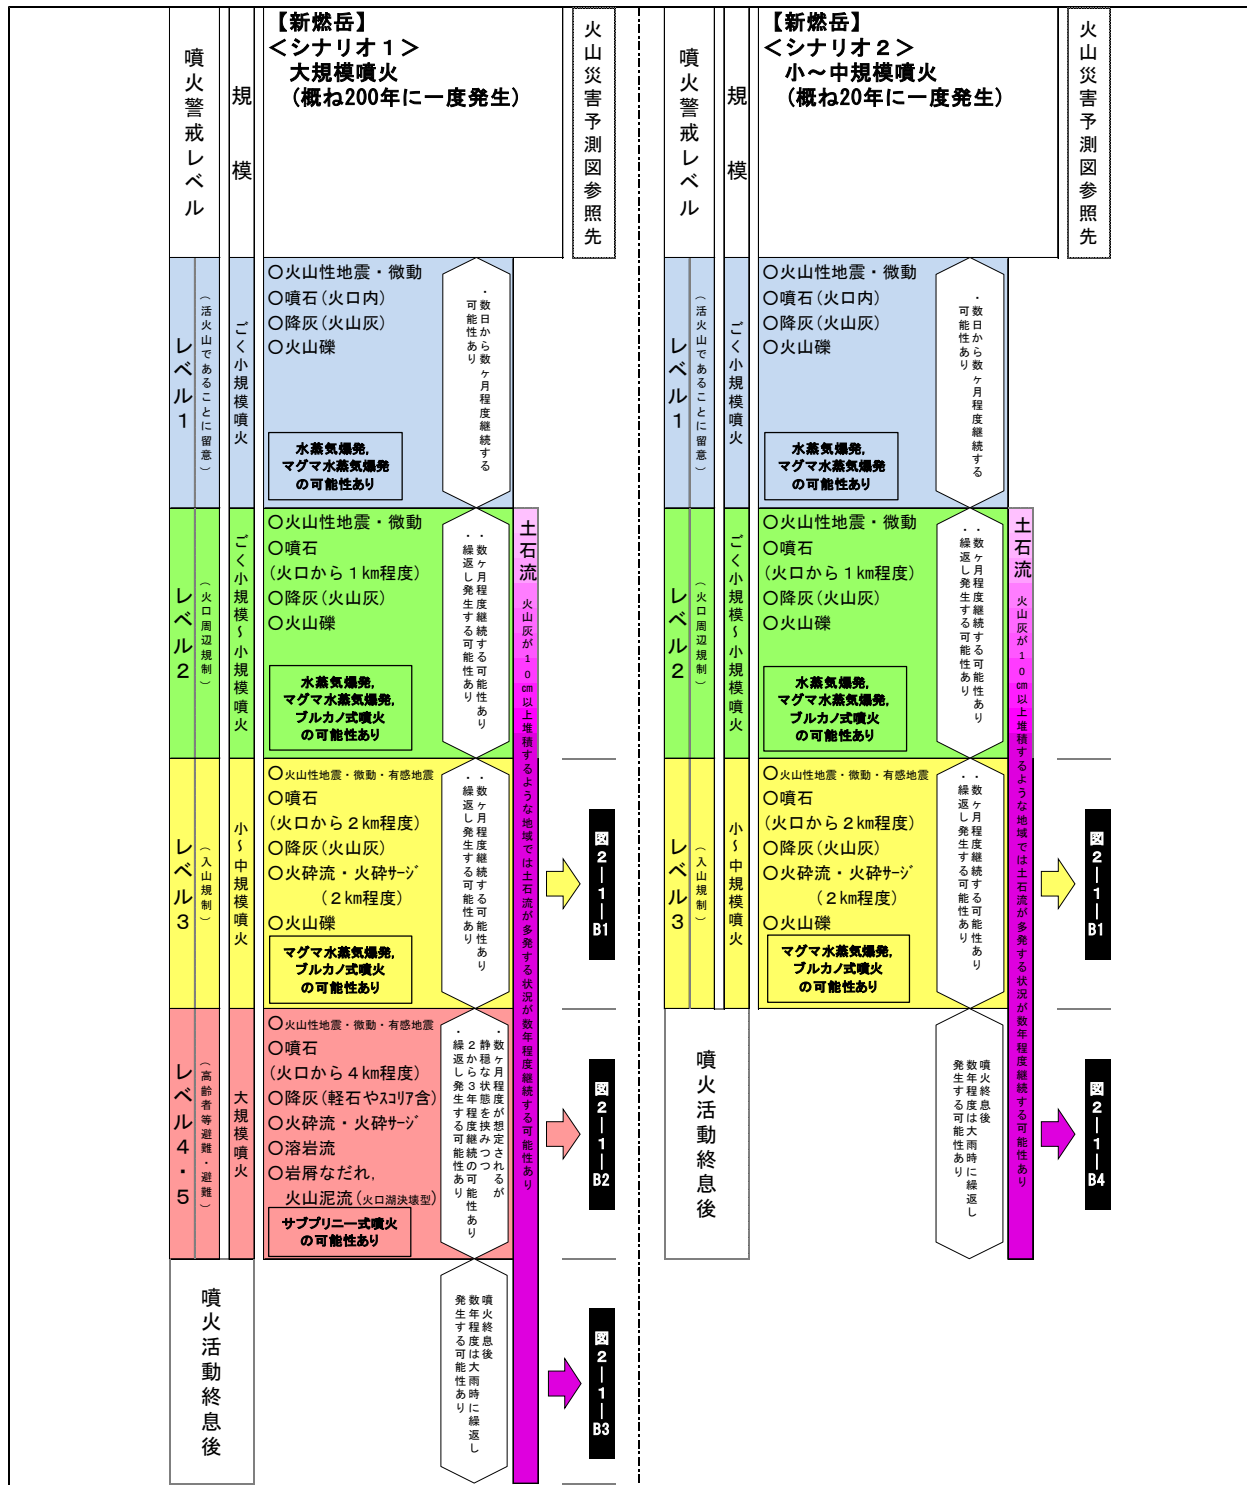 噴火警戒レベル
規模
【新燃岳】
＜シナリオ１＞
大規模噴火
（概ね200年に一度発生）
火山災害予測図参照先
レベル１
（活火山であることに留意）
ごく小規模噴火
○火山性地震・微動
○噴石（火口内）
○降灰（火山灰）
○火山礫
水蒸気爆発，
マグマ水蒸気爆発
の可能性あり
・数日から数ヶ月程度継続する
可能性あり
レベル２
（火口周辺規制）
ごく小規模～小規模噴火
○火山性地震・微動
○噴石
（火口から１km程度）
○降灰（火山灰）
○火山礫
水蒸気爆発，
マグマ水蒸気爆発，
ブルカノ式噴火
の可能性あり
・数ヶ月程度継続する可能性あり
・繰返し発生する可能性あり
土石流 火山灰が10cm以上堆積するような地域では土石流が多発する状況が数年程度継続する可能性あり
レベル３
（入山規制）
小～中規模噴火
○火山性地震・微動・有感地震
○噴石
（火口から２km程度）
○降灰（火山灰）
○火砕流・火砕ｻｰｼﾞ
（２km程度）
○火山礫
マグマ水蒸気爆発，
ブルカノ式噴火
の可能性あり
・数ヶ月程度継続する可能性あり
・繰返し発生する可能性あり
図２－１－B1
レベル４・５
（高齢者等避難・避難）
大規模噴火
○火山性地震・微動・有感地震
○噴石
（火口から４km程度）
○降灰（軽石やｽｺﾘｱ含）
○火砕流・火砕ｻｰｼﾞ
○溶岩流
○岩屑なだれ，
火山泥流（火口湖決壊型）
サブプリニー式噴火
の可能性あり
・数ヶ月程度が想定されるが
静穏な状態を挟みつつ
２から３年程度継続の可能性あり
・繰返し発生する可能性あり
図２－１－B2
噴火活動終息後
噴火終息後
数年程度は大雨時に繰返し
発生する可能性あり
図２－１－B3
噴火警戒レベル
規模
【新燃岳】
＜シナリオ２＞
小～中規模噴火
（概ね20年に一度発生）
火山災害予測図参照先
レベル１
（活火山であることに留意）
ごく小規模噴火
○火山性地震・微動
○噴石（火口内）
○降灰（火山灰）
○火山礫
水蒸気爆発，
マグマ水蒸気爆発
の可能性あり
・数日から数ヶ月程度継続する
可能性あり
レベル２
（火口周辺規制）
ごく小規模～小規模噴火
○火山性地震・微動
○噴石
（火口から１km程度）
○降灰（火山灰）
○火山礫
水蒸気爆発，
マグマ水蒸気爆発，
ブルカノ式噴火
の可能性あり
・数ヶ月程度継続する可能性あり
・繰返し発生する可能性あり
土石流 火山灰が10cm以上堆積するような地域では土石流が多発する状況が数年程度継続する可能性あり
レベル３
（入山規制）
小～中規模噴火
○火山性地震・微動・有感地震
○噴石
（火口から２km程度）
○降灰（火山灰）
○火砕流・火砕ｻｰｼﾞ
（２km程度）
○火山礫
マグマ水蒸気爆発，
ブルカノ式噴火
の可能性あり
・数ヶ月程度継続する可能性あり
・繰返し発生する可能性あり
図２－１－B1
噴火活動終息後
噴火終息後
数年程度は大雨時に繰返し
発生する可能性あり
図２－１－B4